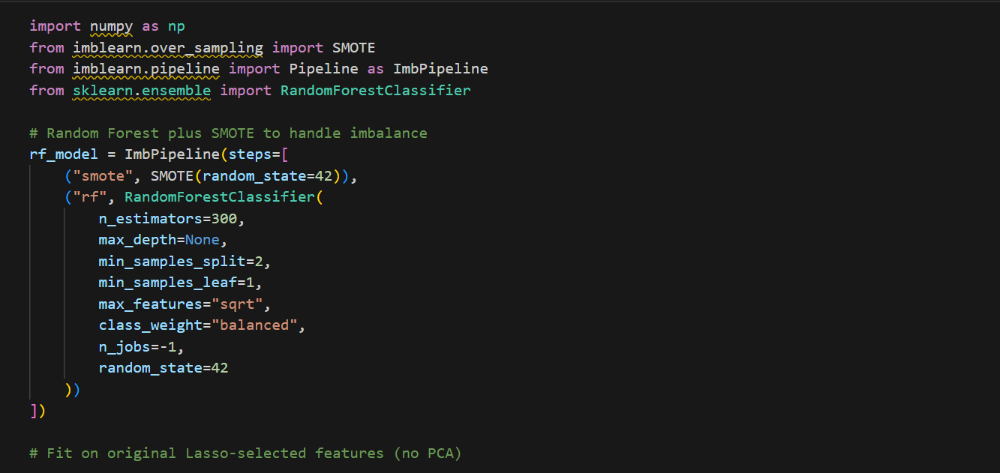 import numpy as np
from imblearn.over_sampling import SMOTE
from imblearn.pipeline import Pipeline as ImbPipeline
from sklearn.ensemble import RandomForestClassifier
# Random Forest plus SMOTE to handle imbalance
rf_model = ImbPipeline(steps=[
    ("smote", SMOTE(random_state=42)),
    ("rf", RandomForestClassifier(
        n_estimators=300,
        max_depth=None,
        min_samples_split=2,
        min_samples_leaf=1,
        max_features="sqrt",
        class_weight="balanced",
        n_jobs=-1,
        random_state=42
    ))
])
# Fit on original Lasso-selected features (no PCA)